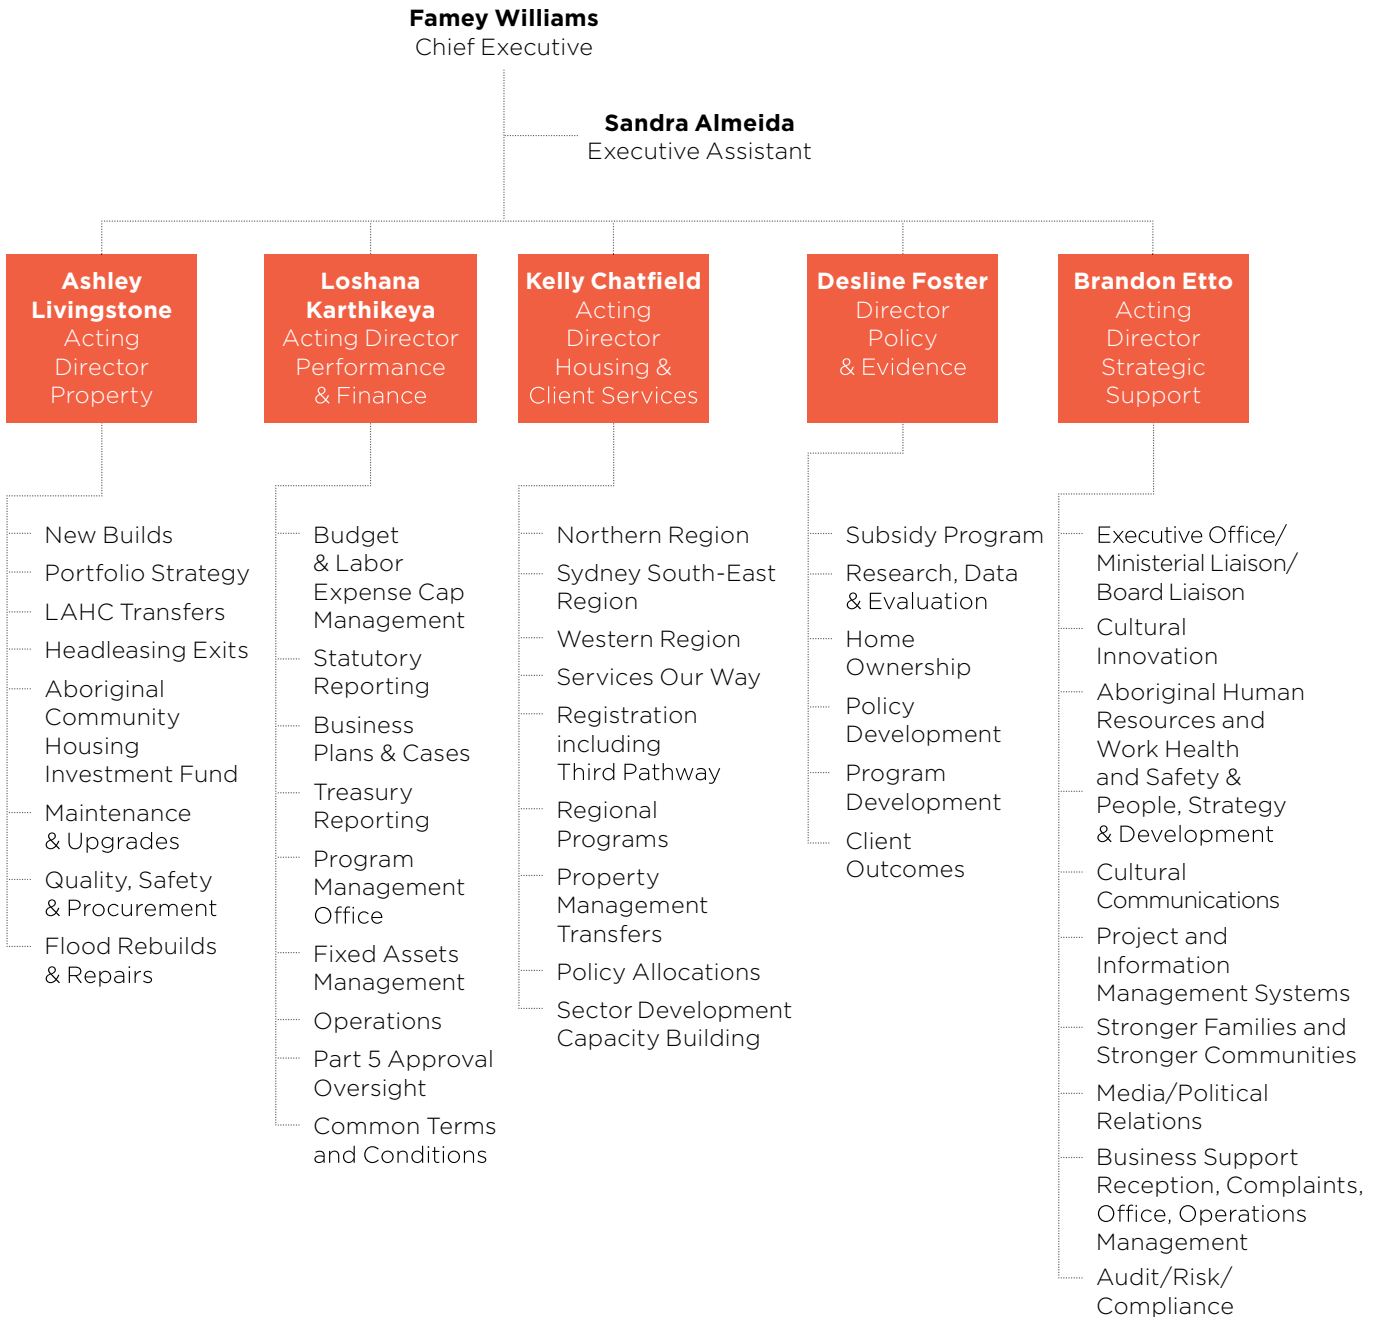 Famey Williams
Chief Executive
Sandra Almeida
Executive Assistant
Ashley
Livingstone
Acting
Director
Property
Loshana
Karthikeya
Acting Director
Performance
& Finance
Kelly Chatfield
Acting
Director
Housing &
Client Services
Desline Foster
Director
Policy
& Evidence
Brandon Etto
Acting
Director
Strategic
Support
New Builds
Portfolio Strategy
LAHC Transfers
Headleasing Exits
Aboriginal
Community
Housing
Investment Fund
Maintenance
& Upgrades
Quality, Safety
& Procurement
Flood Rebuilds
& Repairs
Budget
& Labor
Expense Cap
Management
Statutory
Reporting
Business
Plans & Cases
Treasury
Reporting
Program
Management
Office
Fixed Assets
Management
Operations
Part 5 Approval
Oversight
Common Terms
and Conditions
Northern Region
Sydney South-East
Region
Western Region
Services Our Way
Registration
including
Third Pathway
Regional
Programs
Property
Management
Transfers
Policy Allocations
Sector Development
Capacity Building
Subsidy Program
Research, Data
& Evaluation
Home
Ownership
Policy
Development
Program
Development
Client
Outcomes
Executive Office/
Ministerial Liaison/
Board Liaison
Cultural
Innovation
Aboriginal Human
Resources and
Work Health
and Safety &
People, Strategy
& Development
Cultural
Communications
Project and
Information
Management Systems
Stronger Families and
Stronger Communities
Media/Political
Relations
Business Support
Reception, Complaints,
Office, Operations
Management
Audit/Risk/
Compliance